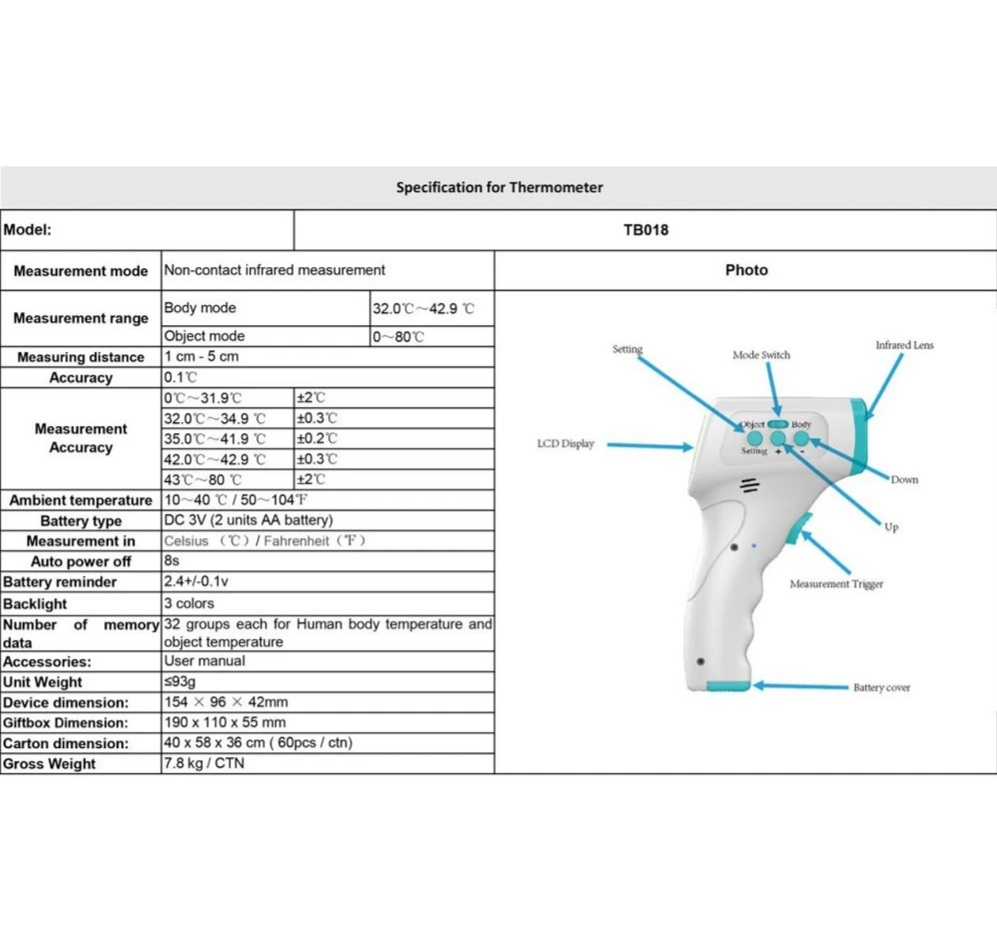 Specification for Thermometer
Model: TB018
Measurement mode Non-contact infrared measurement Photo
Measurement range Body mode 32.0℃～42.9 ℃
Object mode 0～80℃
Measuring distance 1 cm - 5 cm
Accuracy 0.1℃
Measurement Accuracy 0℃～31.9℃ ±2℃
32.0℃～34.9 ℃ ±0.3℃
35.0℃～41.9 ℃ ±0.2℃
42.0℃～42.9 ℃ ±0.3℃
43℃～80 ℃ ±2℃
Ambient temperature 10～40 ℃ / 50～104℉
Battery type DC 3V (2 units AA battery)
Measurement in Celsius （℃）/ Fahrenheit（℉）
Auto power off 8s
Battery reminder 2.4+/-0.1v
Backlight 3 colors
Number of memory data 32 groups each for Human body temperature and
object temperature
Accessories: User manual
Unit Weight ≤93g
Device dimension: 154 × 96 × 42mm
Giftbox Dimension: 190 x 110 x 55 mm
Carton dimension: 40 x 58 x 36 cm ( 60pcs / ctn)
Gross Weight 7.8 kg / CTN
Setting
Mode Switch
Infrared Lens
LCD Display
Object Body
Setting + -
Down
Up
Measurement Trigger
Battery cover